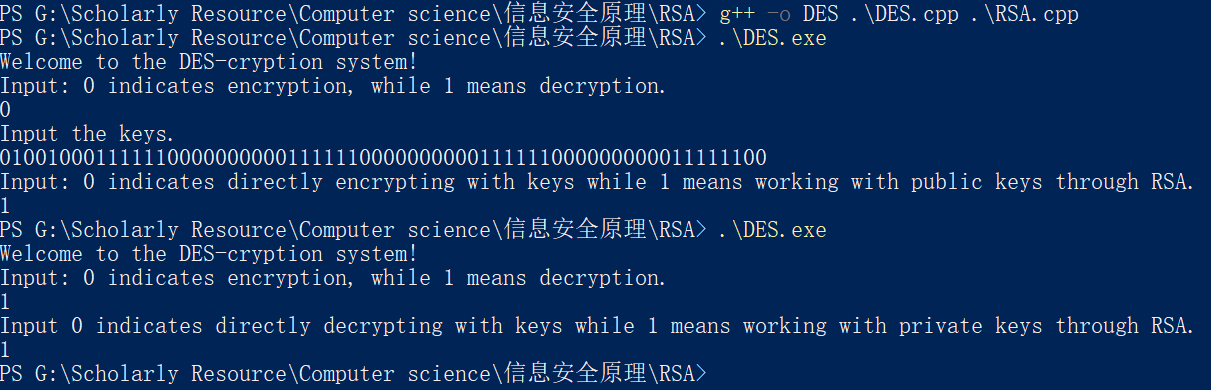 PS G:\Scholarly Resource\Computer science\信息安全原理\RSA> g++ -o DES .\DES.cpp .\RSA.cpp
PS G:\Scholarly Resource\Computer science\信息安全原理\RSA> .\DES.exe
Welcome to the DES-cryption system!
Input: 0 indicates encryption, while 1 means decryption.
0
Input the keys.
0100100011111110000000000011111110000000000011111110000000000011111100
Input: 0 indicates directly encrypting with keys while 1 means working with public keys through RSA.
1
PS G:\Scholarly Resource\Computer science\信息安全原理\RSA> .\DES.exe
Welcome to the DES-cryption system!
Input: 0 indicates encryption, while 1 means decryption.
1
Input 0 indicates directly decrypting with keys while 1 means working with private keys through RSA.
1
PS G:\Scholarly Resource\Computer science\信息安全原理\RSA>